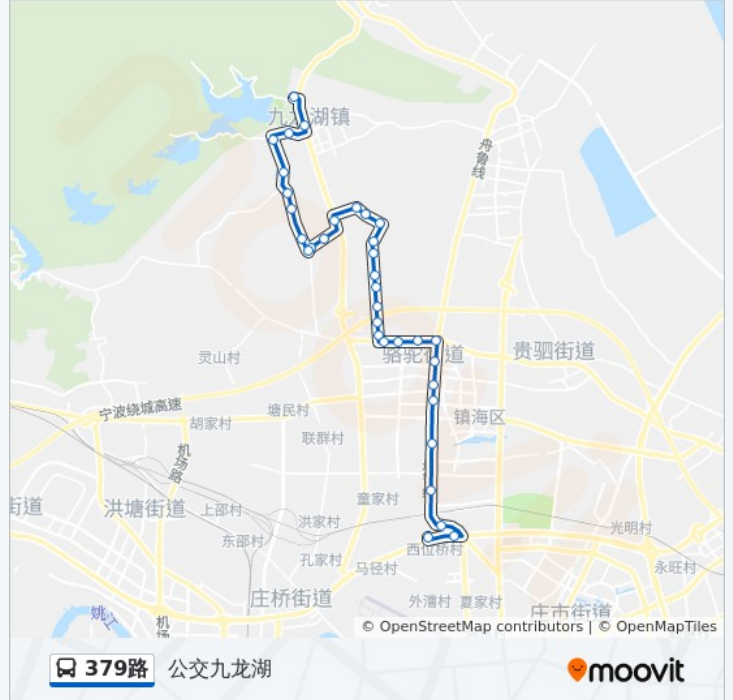 九龙湖镇
舟鲁线
灵山村
骆驼街道
贵驷街道
宁波绕城高速
塘民村
胡家村
镇海区
联群村
机场路
童家村
街道
洪塘街道
上邵村
洪家村
光明村
东邵村
西位桥村
孔家村
马径村
永旺村
庄桥街道
外漕村
夏家村
姚江
庄市街道
机场
© OpenStreetMap contributors | © OpenMapTiles
379路 公交九龙湖
moovit